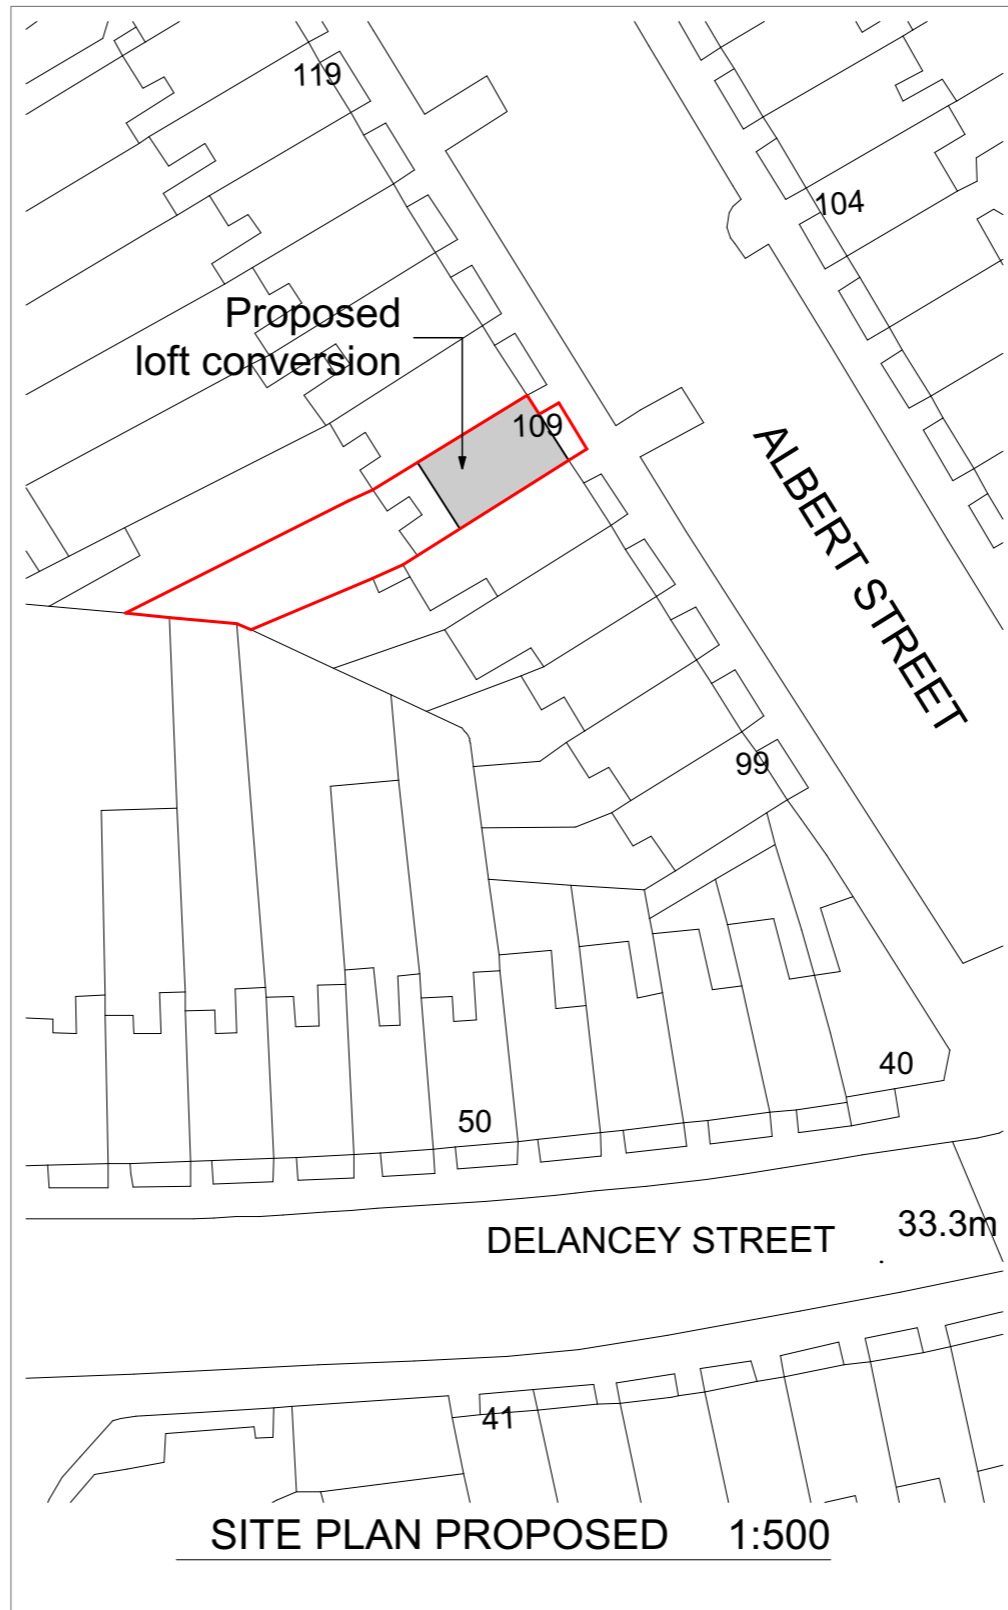 119
104
Proposed
loft conversion
109
ALBERT STREET
99
40
50
DELANCEY STREET
33.3m
41
SITE PLAN PROPOSED 1:500